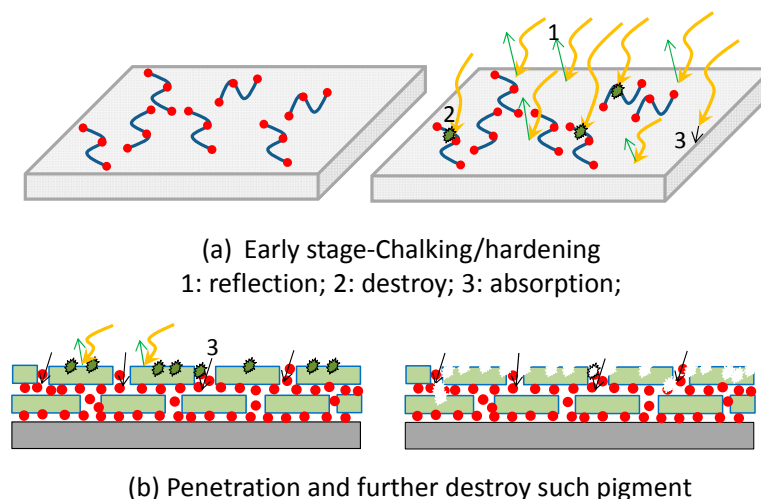 1
2
3
(a) Early stage-Chalking/hardening
1: reflection; 2: destroy; 3: absorption;
3
(b) Penetration and further destroy such pigment